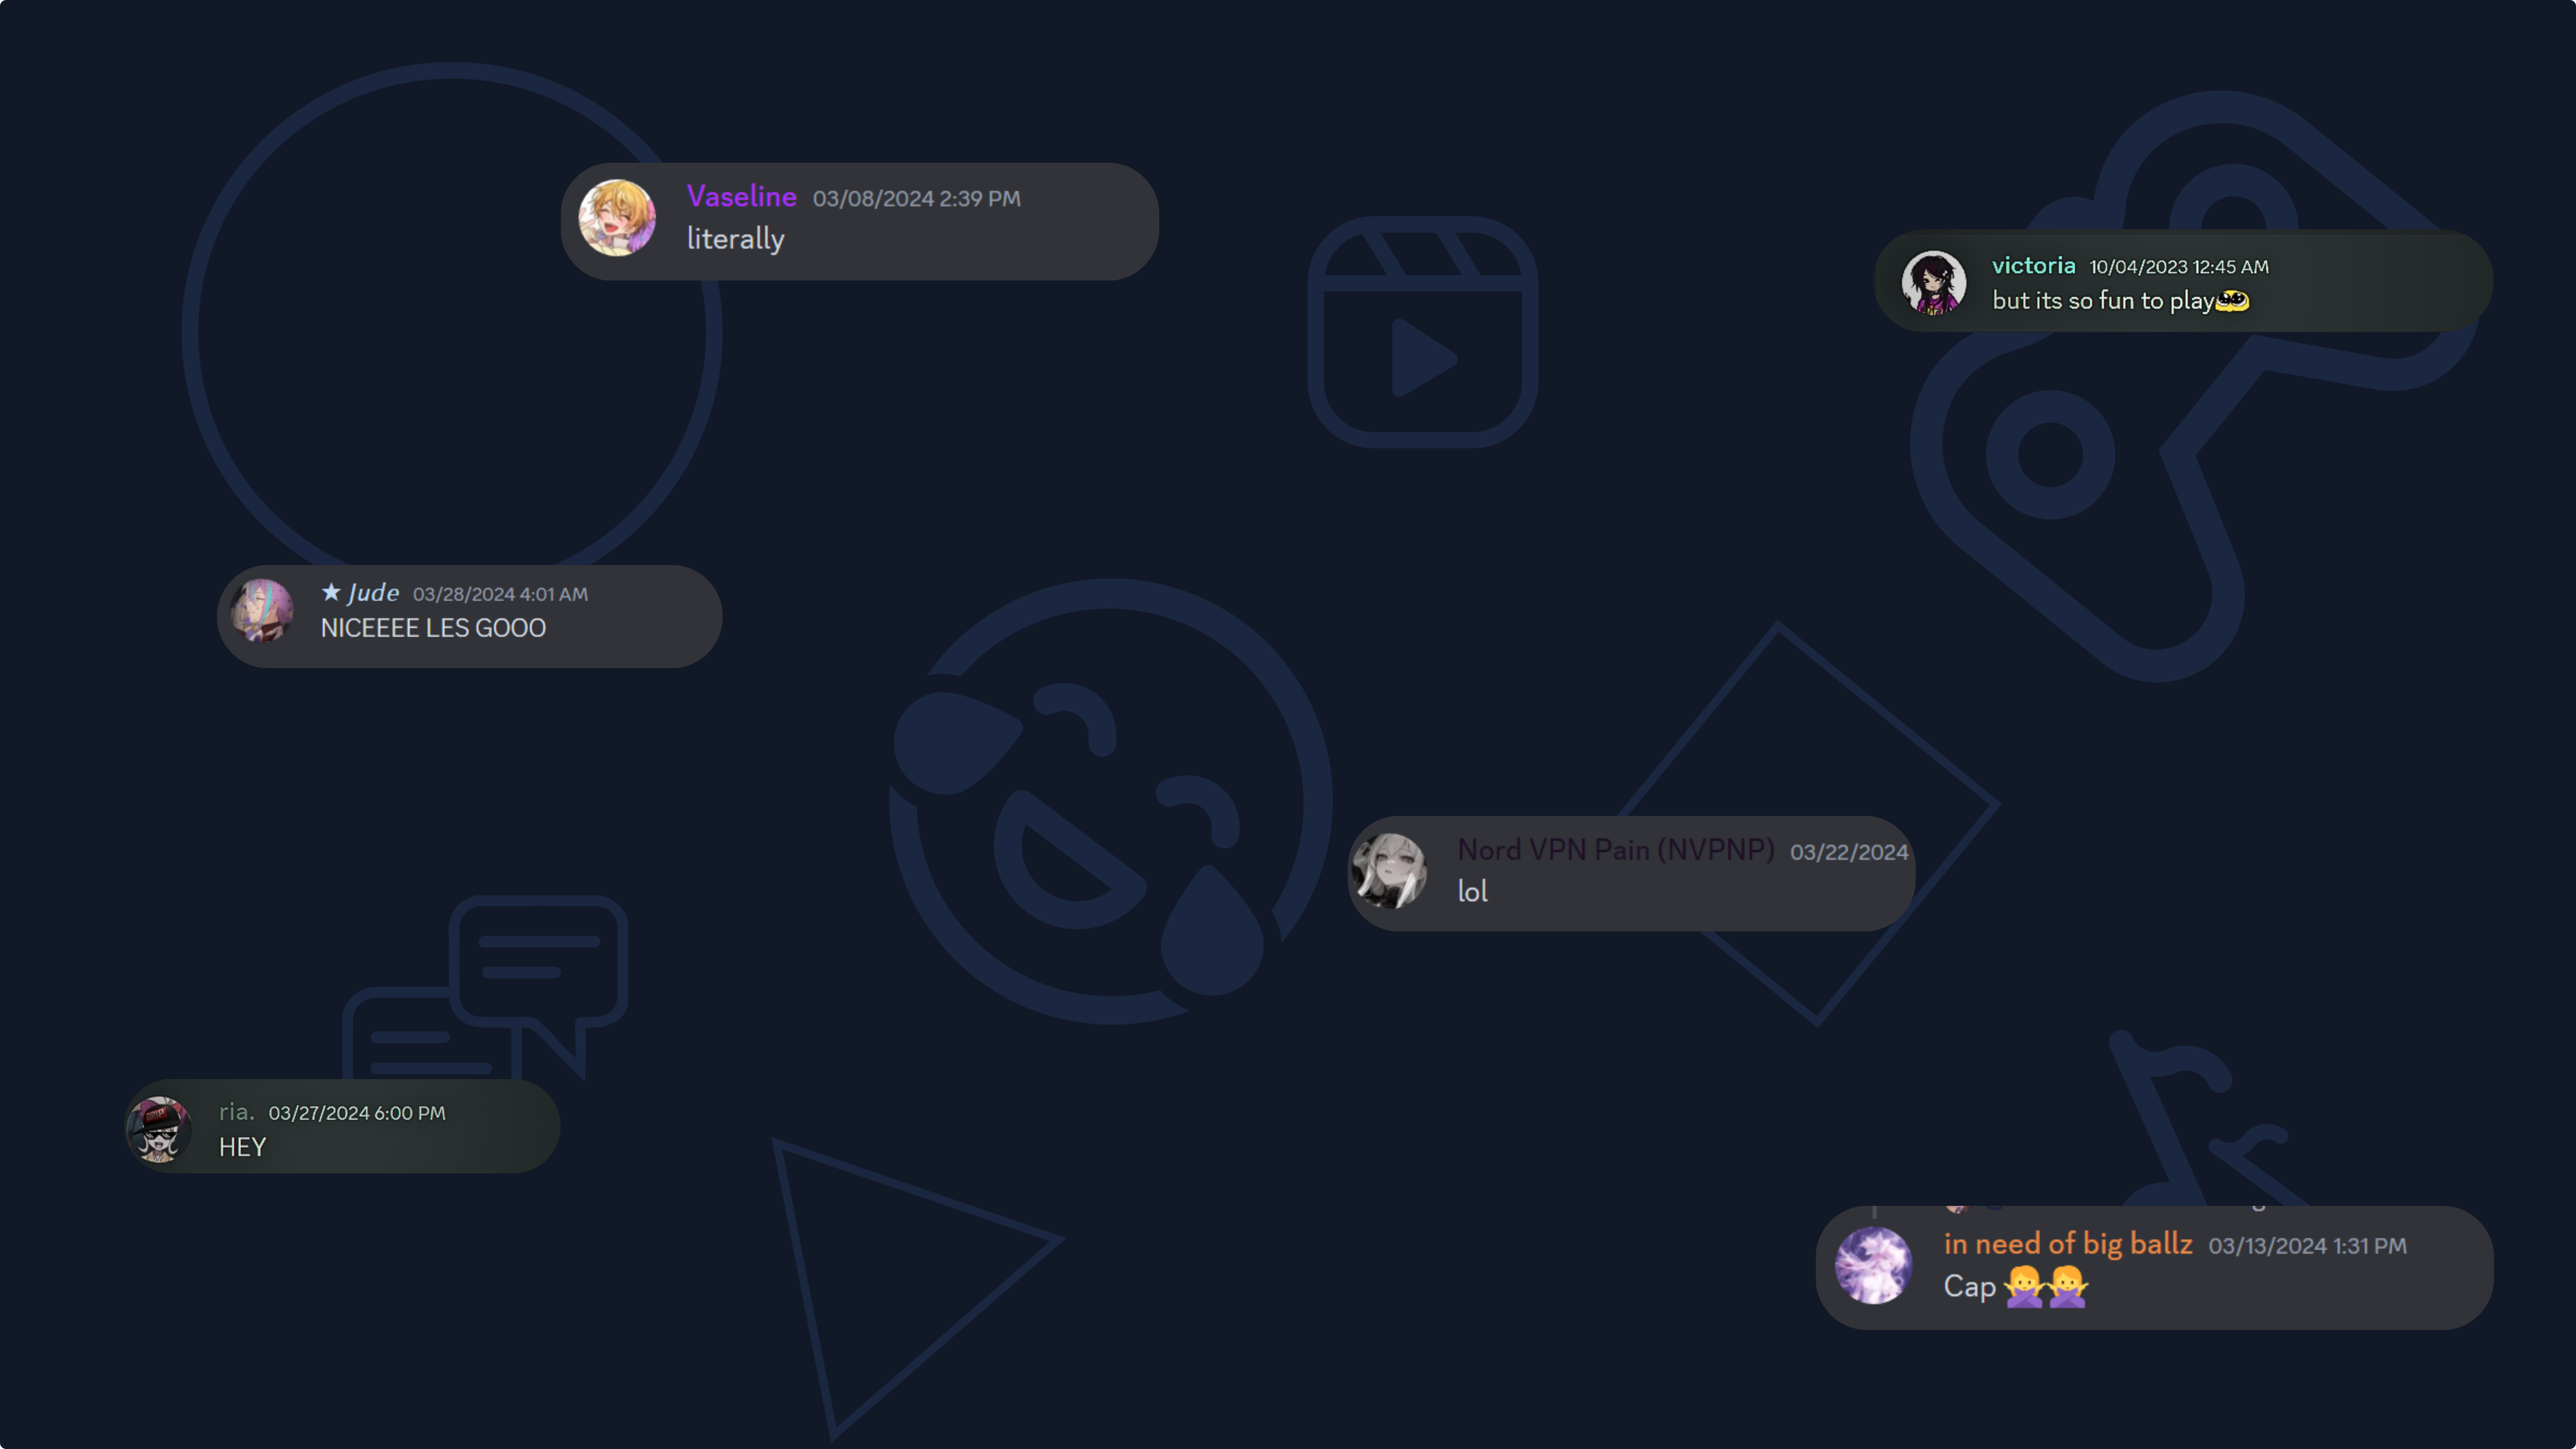 Vaseline 03/08/2024 2:39 PM
literally
victoria 10/04/2023 12:45 AM
but its so fun to play
★ Jude 03/28/2024 4:01 AM
NICEEEE LES GOOO
Nord VPN Pain (NVPNP) 03/22/2024
lol
ria. 03/27/2024 6:00 PM
HEY
in need of big ballz 03/13/2024 1:31 PM
Cap 🙅‍♀️🙅‍♀️